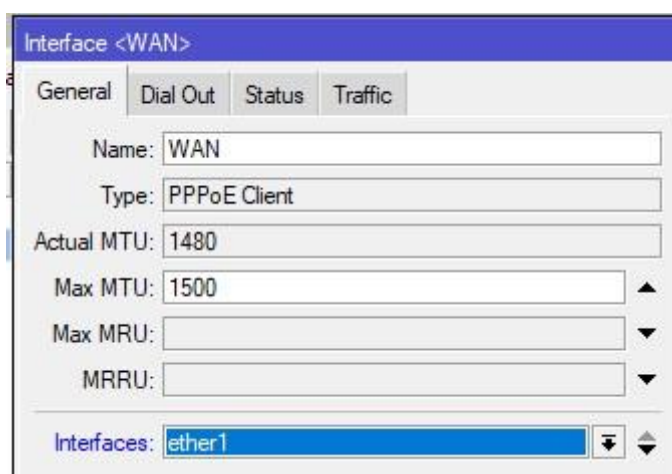 Interface <WAN>
General Dial Out Status Traffic
Name: WAN
Type: PPPoE Client
Actual MTU: 1480
Max MTU: 1500
Max MRU:
MRRU:
Interfaces: ether1